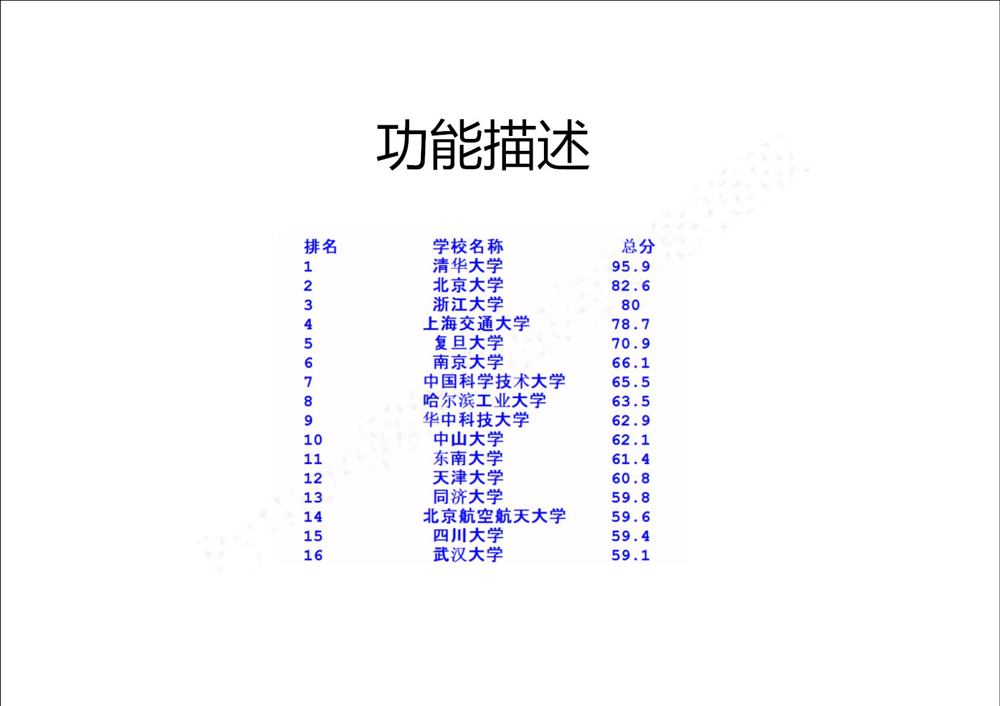 功能描述
排名 学校名称 总分
1 清华大学 95.9
2 北京大学 82.6
3 浙江大学 80
4 上海交通大学 78.7
5 复旦大学 70.9
6 南京大学 66.1
7 中国科学技术大学 65.5
8 哈尔滨工业大学 63.5
9 华中科技大学 62.9
10 中山大学 62.1
11 东南大学 61.4
12 天津大学 60.8
13 同济大学 59.8
14 北京航空航天大学 59.6
15 四川大学 59.4
16 武汉大学 59.1